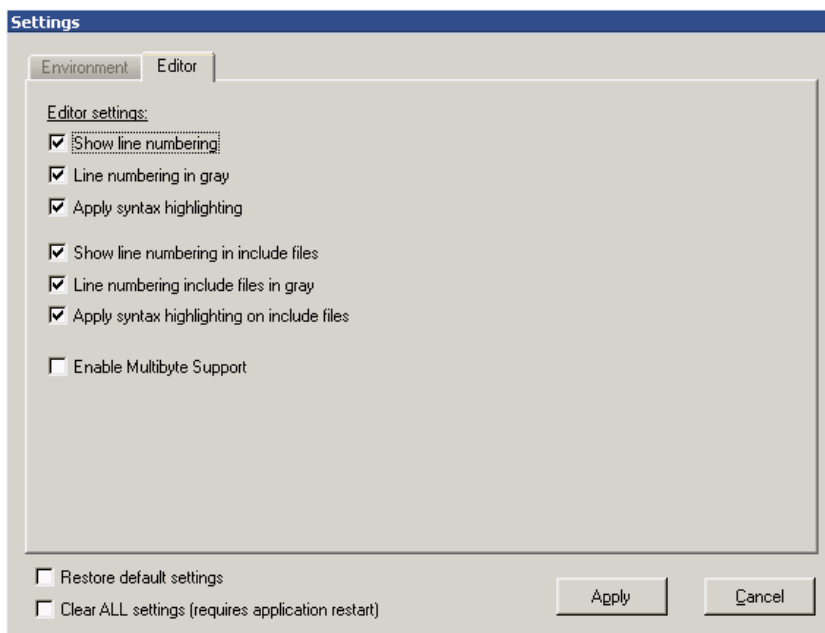 Settings
Environment
Editor
Editor settings:
Show line numbering
Line numbering in gray
Apply syntax highlighting
Show line numbering in include files
Line numbering include files in gray
Apply syntax highlighting on include files
Enable Multibyte Support
Restore default settings
Clear ALL settings (requires application restart)
Apply
Cancel